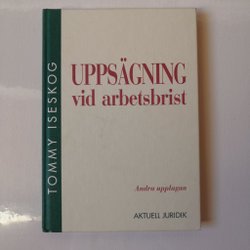 TOMMY ISESKOG
UPPSÄGNING
vid arbetsbrist
Andra upplagan
AKTUELL JURIDIK